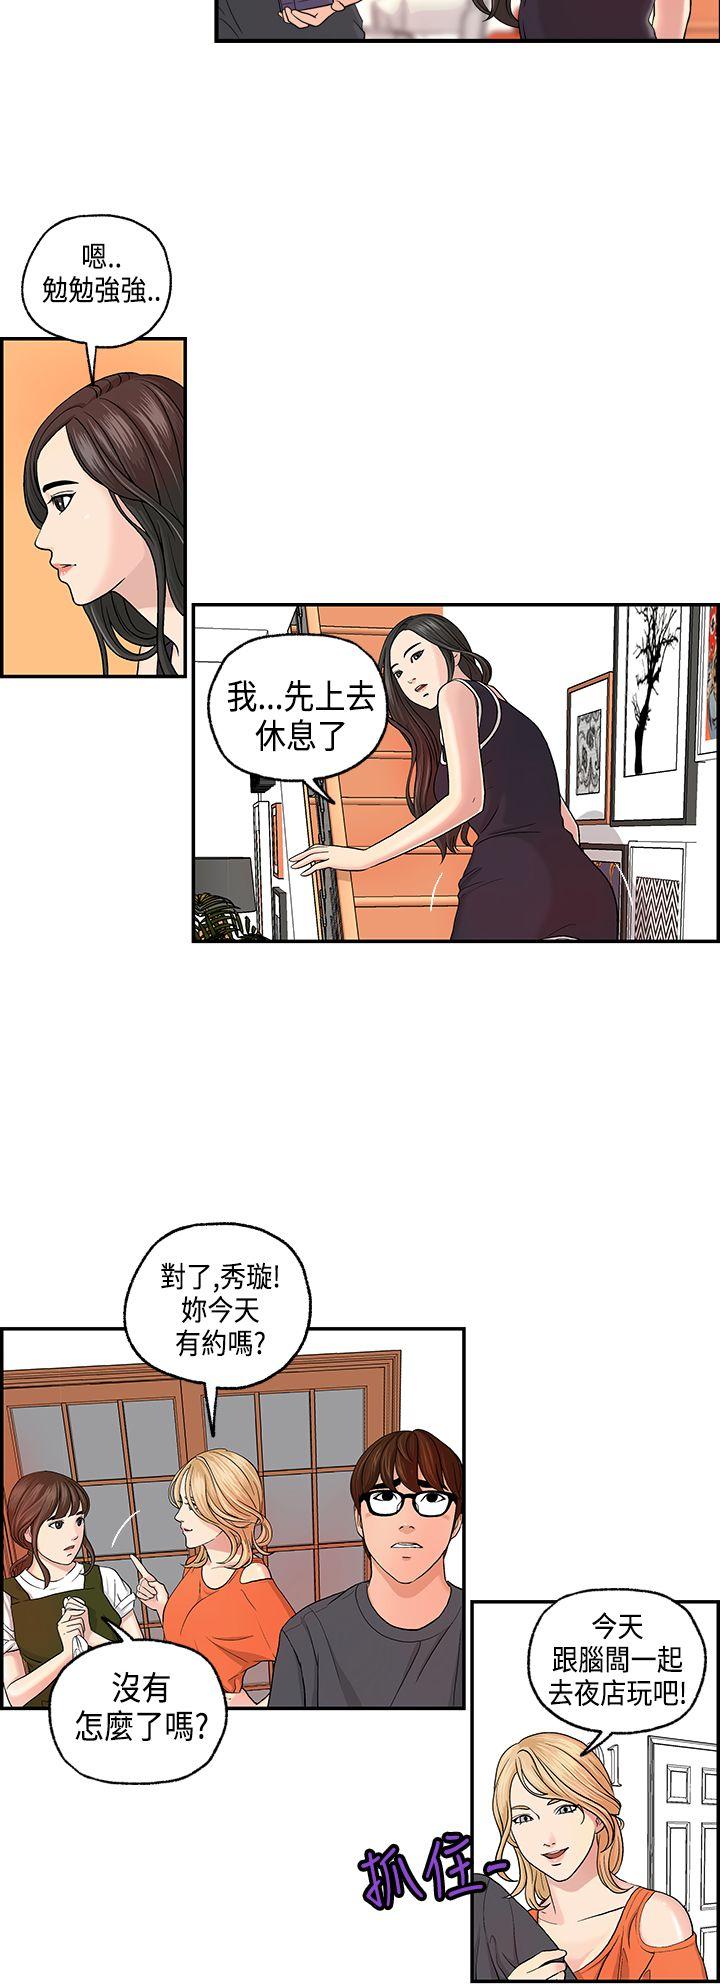 嗯..
勉勉強強..
我...先上去
休息了
對了,秀璇!
妳今天
有約嗎?
沒有
怎麼了嗎?
今天
跟腦闆一起
去夜店玩吧!
抓住-